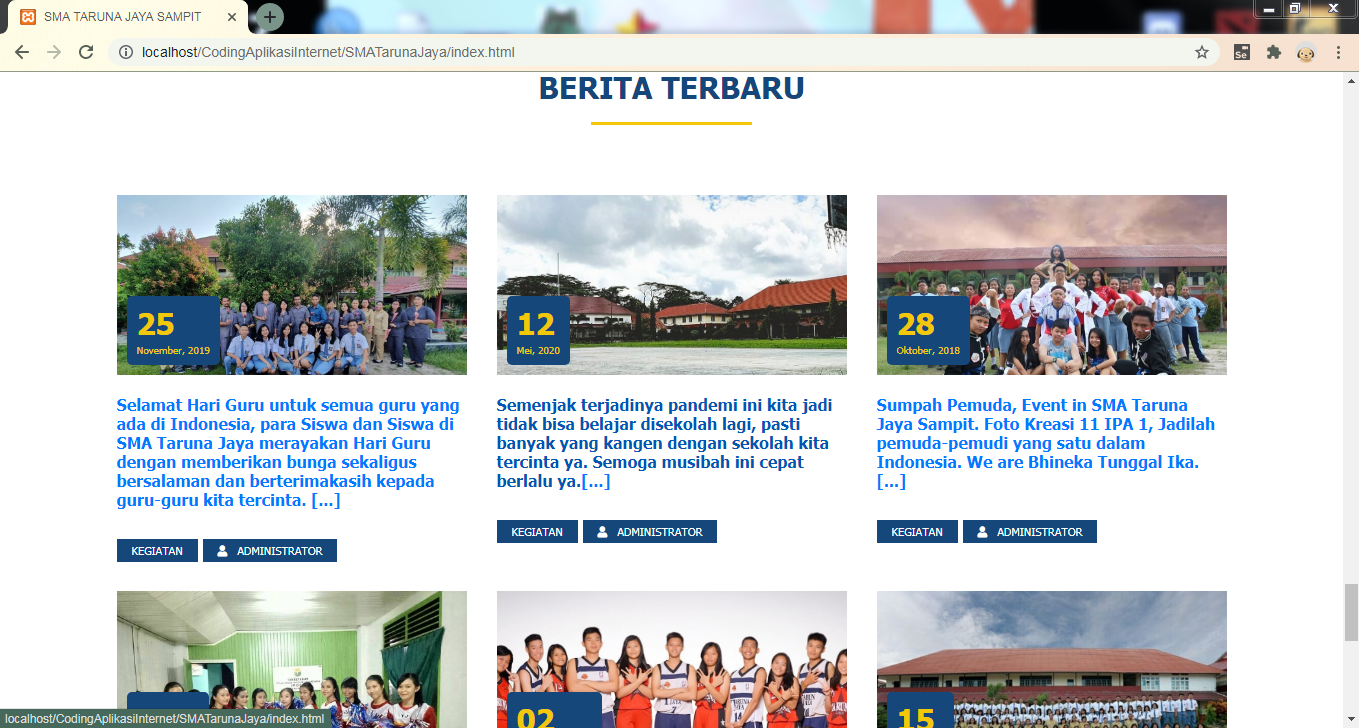 SMA TARUNA JAYA SAMPIT
localhost/CodingAplikasiInternet/SMATarunaJaya/index.html
Se
BERITA TERBARU
25
November, 2019
12
Mei, 2020
28
Oktober, 2018
Selamat Hari Guru untuk semua guru yang
ada di Indonesia, para Siswa dan Siswa di
SMA Taruna Jaya merayakan Hari Guru
dengan memberikan bunga sekaligus
bersalaman dan berterimakasih kepada
guru-guru kita tercinta. [...]
KEGIATAN
ADMINISTRATOR
Semenjak terjadinya pandemi ini kita jadi
tidak bisa belajar disekolah lagi, pasti
banyak yang kangen dengan sekolah kita
tercinta ya. Semoga musibah ini cepat
berlalu ya.[...]
KEGIATAN
ADMINISTRATOR
Sumpah Pemuda, Event in SMA Taruna
Jaya Sampit. Foto Kreasi 11 IPA 1, Jadilah
pemuda-pemudi yang satu dalam
Indonesia. We are Bhineka Tunggal Ika.
[...]
KEGIATAN
ADMINISTRATOR
02
15
localhost/CodingAplikasiInternet/SMATarunaJaya/index.html